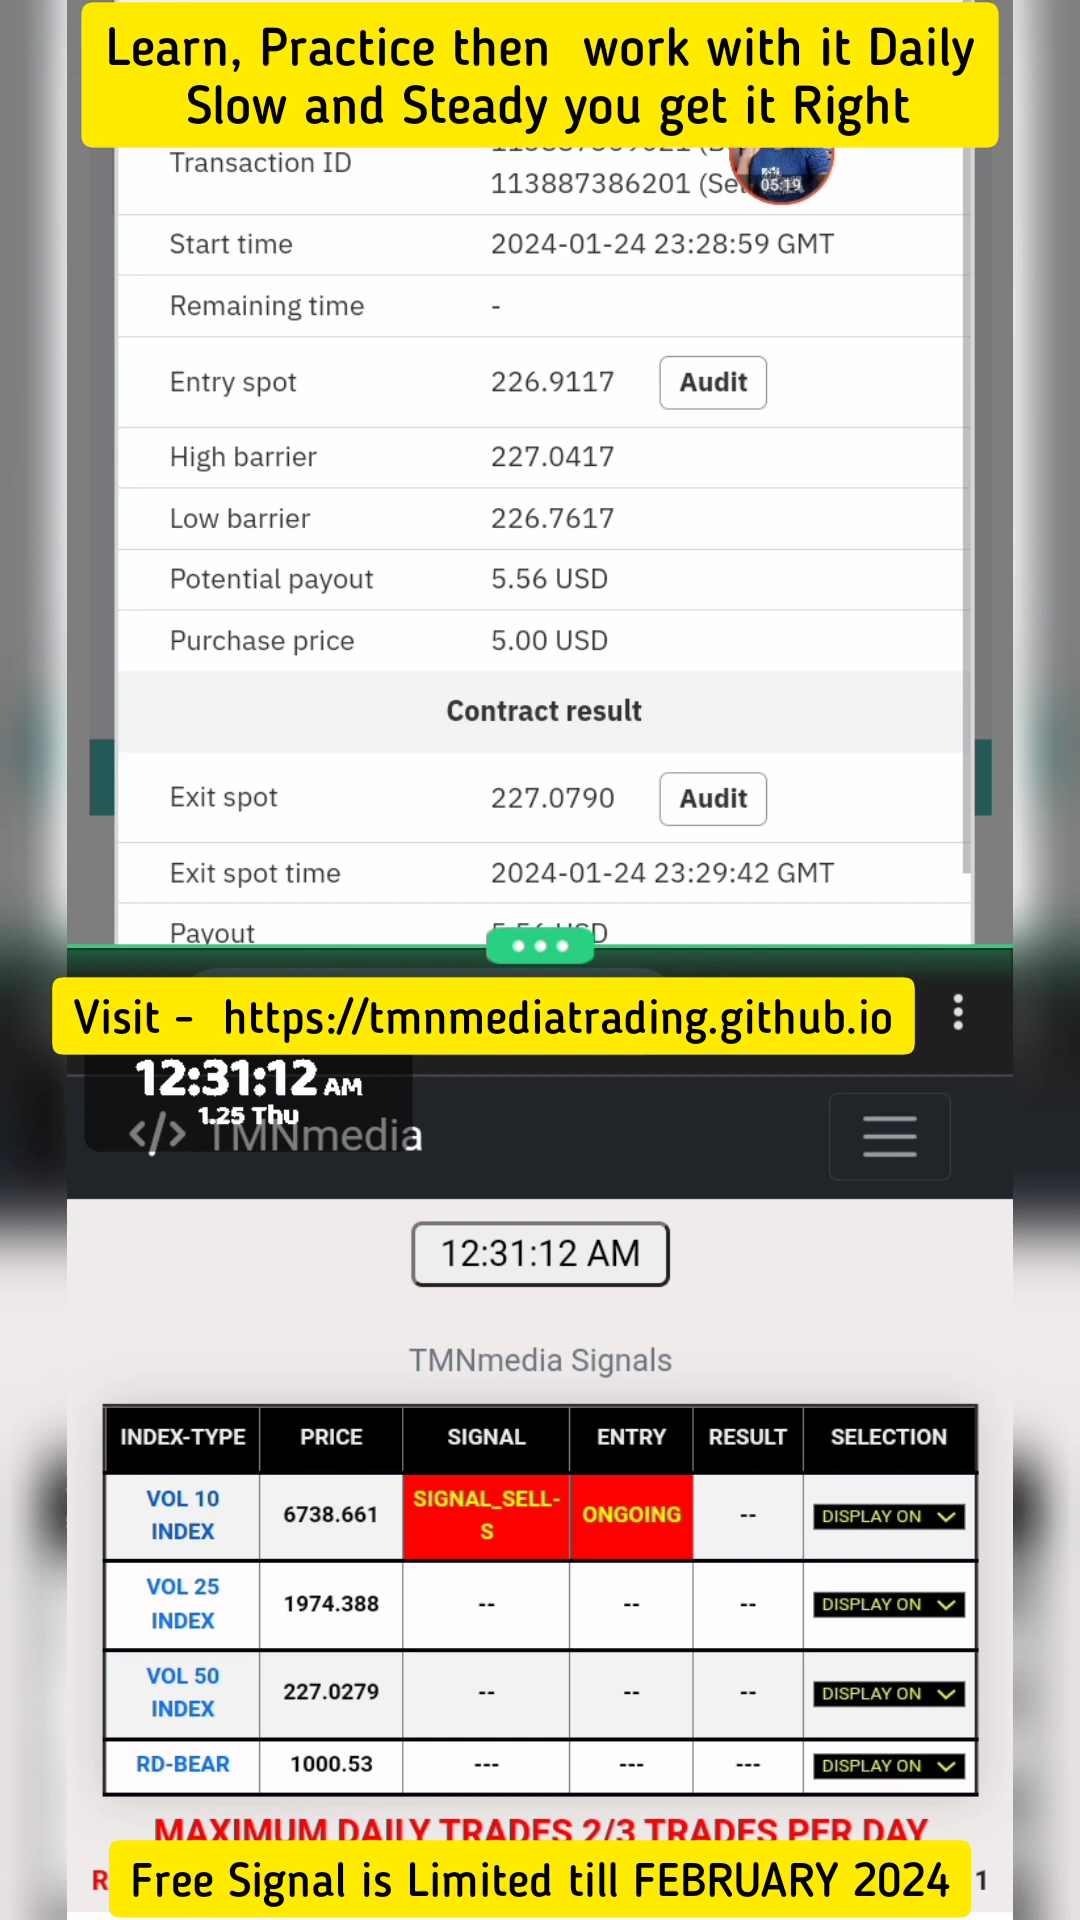 Learn, Practice then work with it Daily
Slow and Steady you get it Right
Transaction ID
113887386201
05:19
Start time 2024-01-24 23:28:59 GMT
Remaining time -
Entry spot 226.9117 Audit
High barrier 227.0417
Low barrier 226.7617
Potential payout 5.56 USD
Purchase price 5.00 USD
Contract result
Exit spot 227.0790 Audit
Exit spot time 2024-01-24 23:29:42 GMT
Payout
Visit - https://tmnmediatrading.github.io
12:31:12 AM
1.25 Thu
</> TMNmedia
12:31:12 AM
TMNmedia Signals
INDEX-TYPE PRICE SIGNAL ENTRY RESULT SELECTION
VOL 10 INDEX 6738.661 SIGNAL_SELL-S ONGOING -- DISPLAY ON
VOL 25 INDEX 1974.388 -- -- -- DISPLAY ON
VOL 50 INDEX 227.0279 -- -- -- DISPLAY ON
RD-BEAR 1000.53 --- --- --- DISPLAY ON
MAXIMUM DAILY TRADES 2/3 TRADES PER DAY
Free Signal is Limited till FEBRUARY 2024